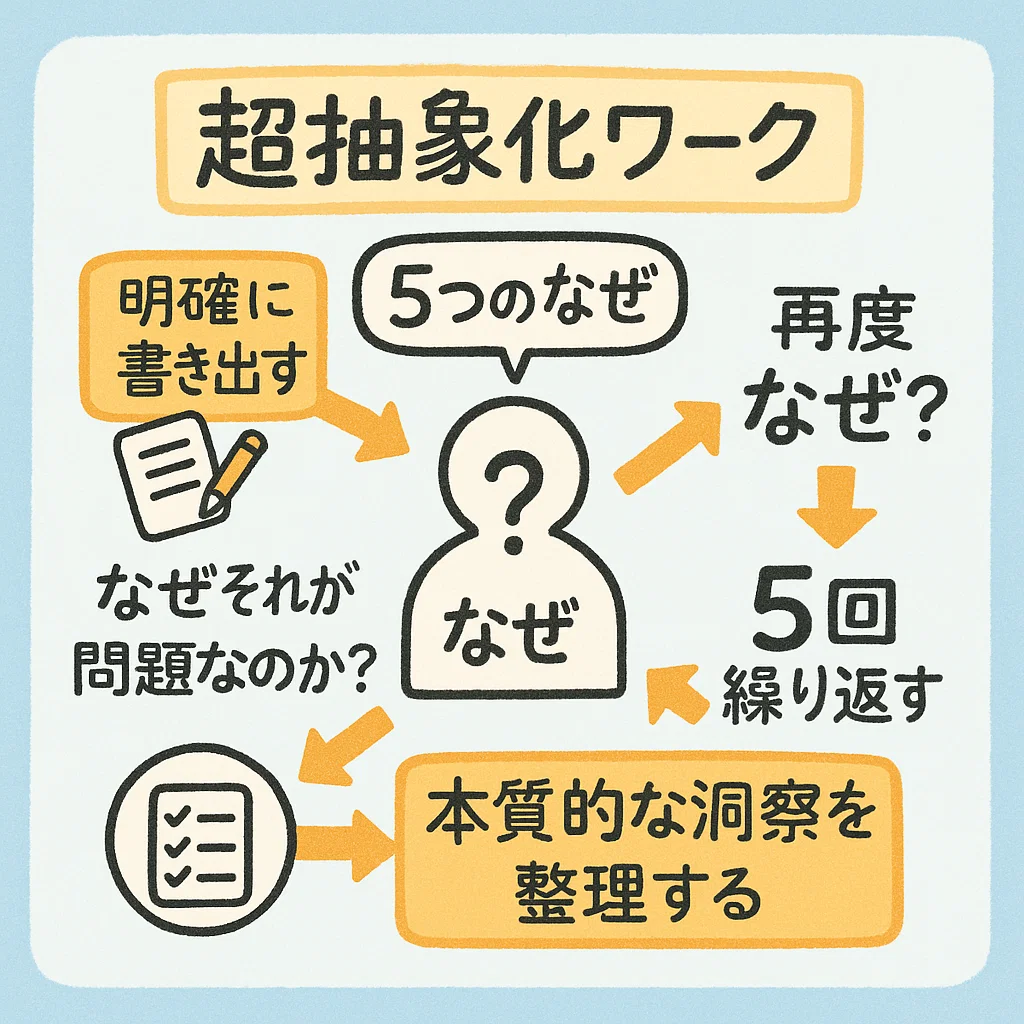 超抽象化ワーク
明確に
書き出す
5つのなぜ
再度
なぜ?
?
なぜ
なぜそれが
問題なのか?
5回
繰り返す
本質的な洞察を
整理する